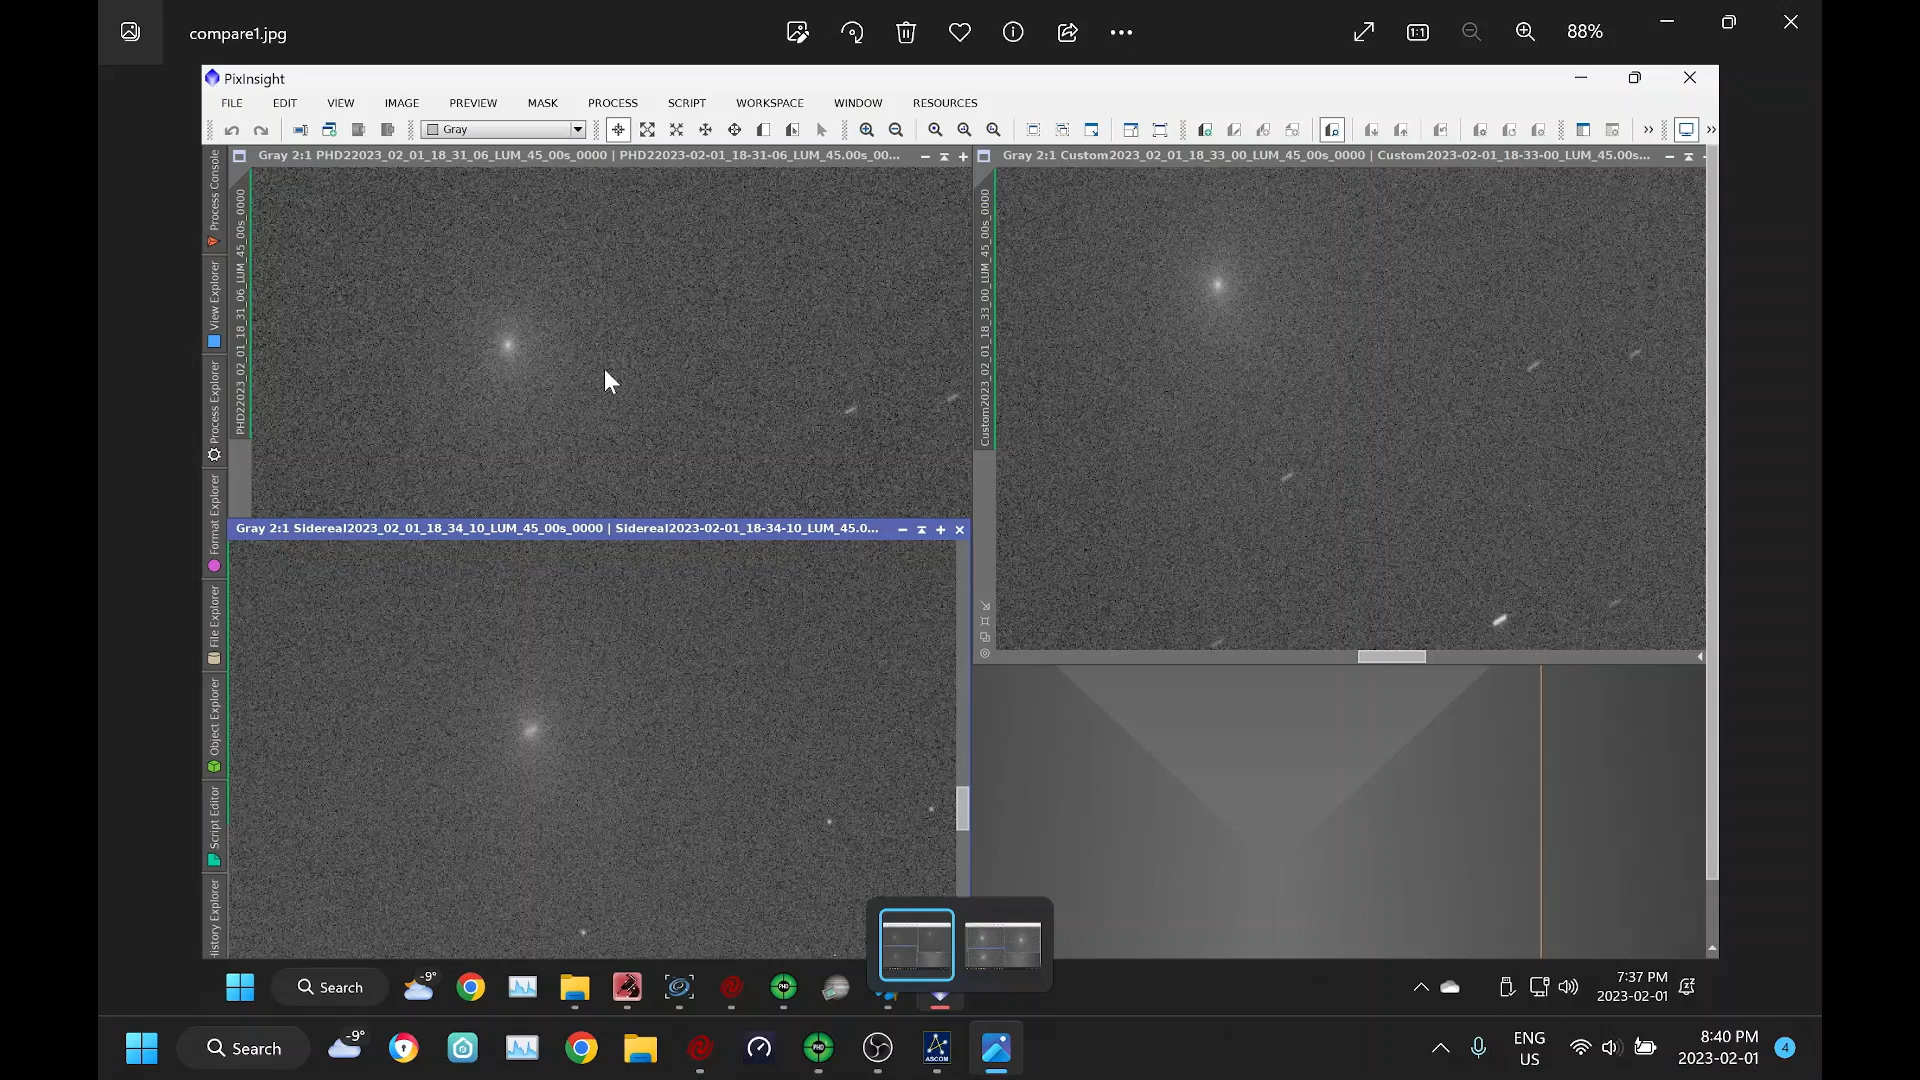 compare1.jpg
88%
PixInsight
FILE EDIT VIEW IMAGE PREVIEW MASK PROCESS SCRIPT WORKSPACE WINDOW RESOURCES
Gray
Gray 2:1 PHD22023_02_01_18_31_06_LUM_45_00s_0000 | PHD22023-02-01_18-31-06_LUM_45.00s_00...
Gray 2:1 Custom2023_02_01_18_33_00_LUM_45_00s_0000 | Custom2023-02-01_18-33-00_LUM_45.00s...
Process Console
View Explorer
Process Explorer
Format Explorer
File Explorer
Object Explorer
Script Editor
istory Explorer
PHD22023_02_01_18_31_06_LUM_45_00s_0000
Custom2023_02_01_18_33_00_LUM_45_00s_0000
Gray 2:1 Sidereal2023_02_01_18_34_10_LUM_45_00s_0000 | Sidereal2023-02-01_18-34-10_LUM_45.0...
Search
-9°
PHD
7:37 PM
2023-02-01
Search
-9°
PHD
ASCOM
ENG
US
8:40 PM
2023-02-01
4